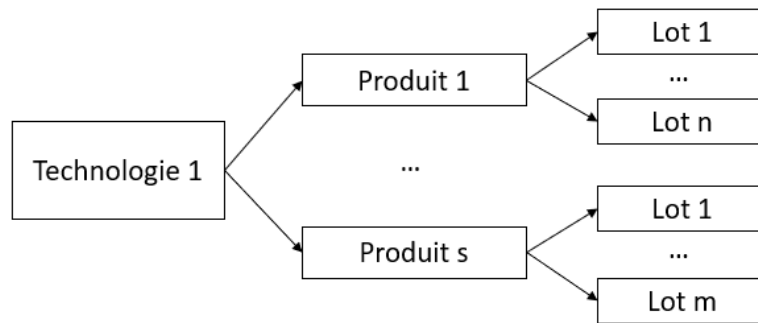 Lot 1
Produit 1
...
Lot n
Technologie 1
...
Lot 1
Produit s
...
Lot m